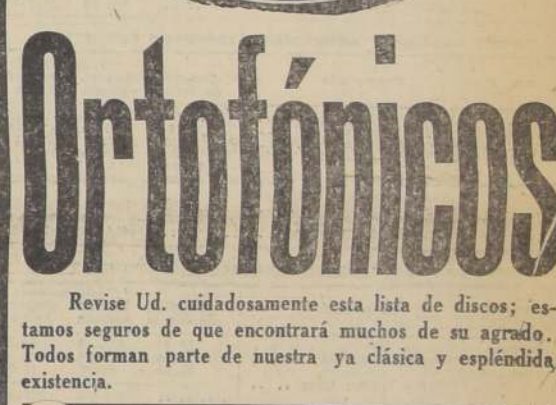 Ortofónicos
Revise Ud. cuidadosamente esta lista de discos; es-
tamos seguros de que encontrará muchos de su agrado.
Todos forman parte de nuestra ya clásica y espléndida
existencia.